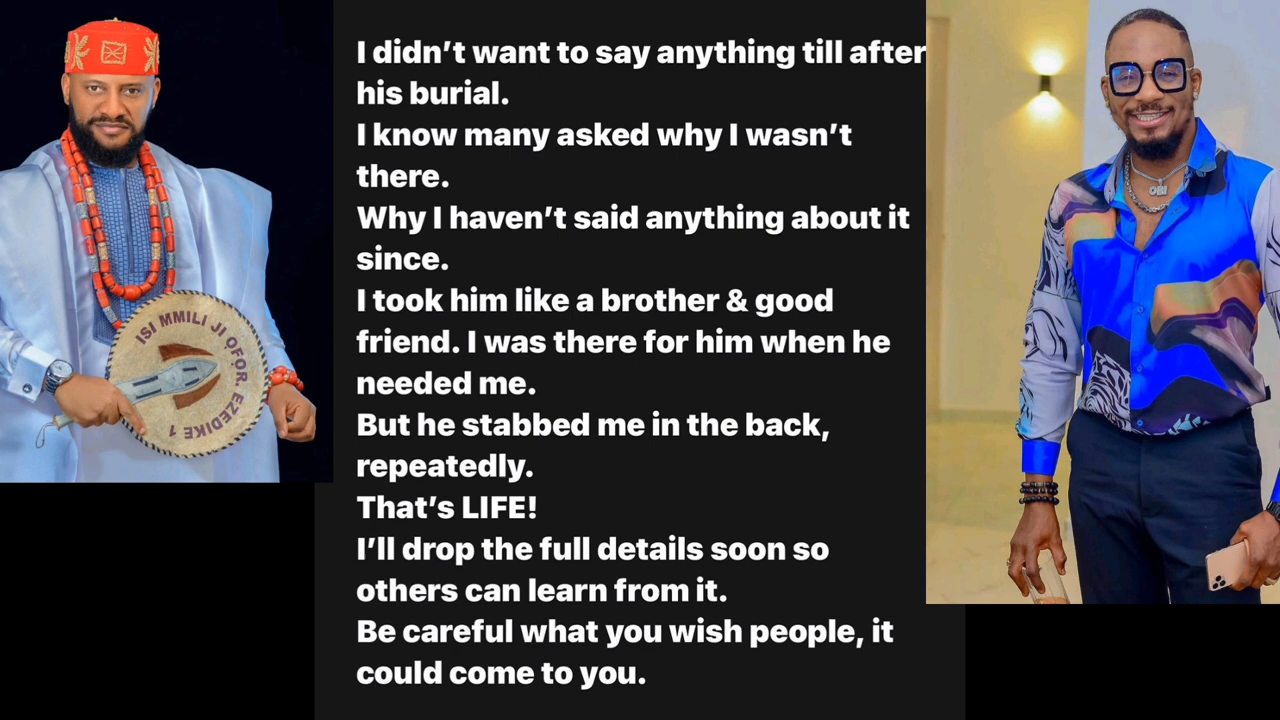 I didn’t want to say anything till after
his burial.
I know many asked why I wasn’t
there.
Why I haven’t said anything about it
since.
I took him like a brother & good
friend. I was there for him when he
needed me.
But he stabbed me in the back,
repeatedly.
That’s LIFE!
I’ll drop the full details soon so
others can learn from it.
Be careful what you wish people, it
could come to you.
ISI MMILI JI ỌFỌR, EZEDIKE 1
OBI